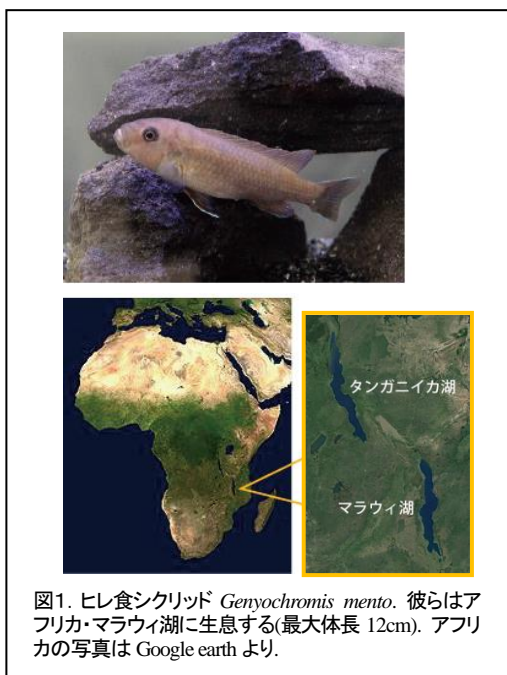 タンガニイカ湖
マラウィ湖
図1. ヒレ食シクリッド Genyochromis mento. 彼らはア
フリカ・マラウィ湖に生息する(最大体長 12cm). アフリ
カの写真は Google earth より.